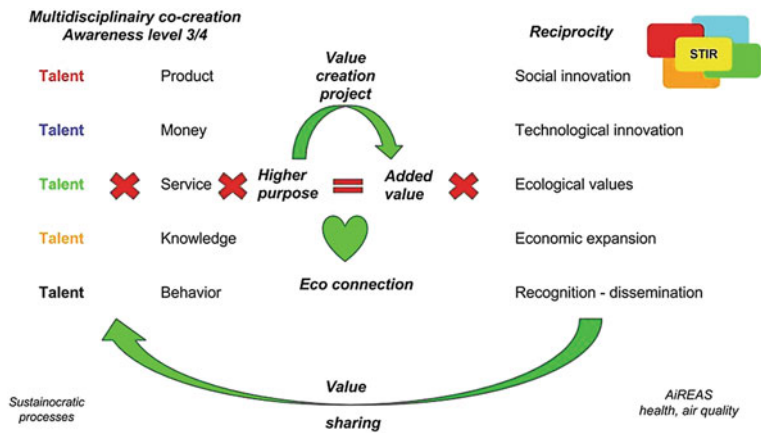 Multidisciplinairy co-creation
Awareness level 3/4
Value
creation
project
Reciprocity
STIR
Talent Product Social innovation
Talent Money Technological innovation
Talent Service Higher purpose Added value Ecological values
Talent Knowledge Economic expansion
Eco connection
Talent Behavior Recognition - dissemination
Value
sharing
Sustainocratic
processes
AiREAS
health, air quality